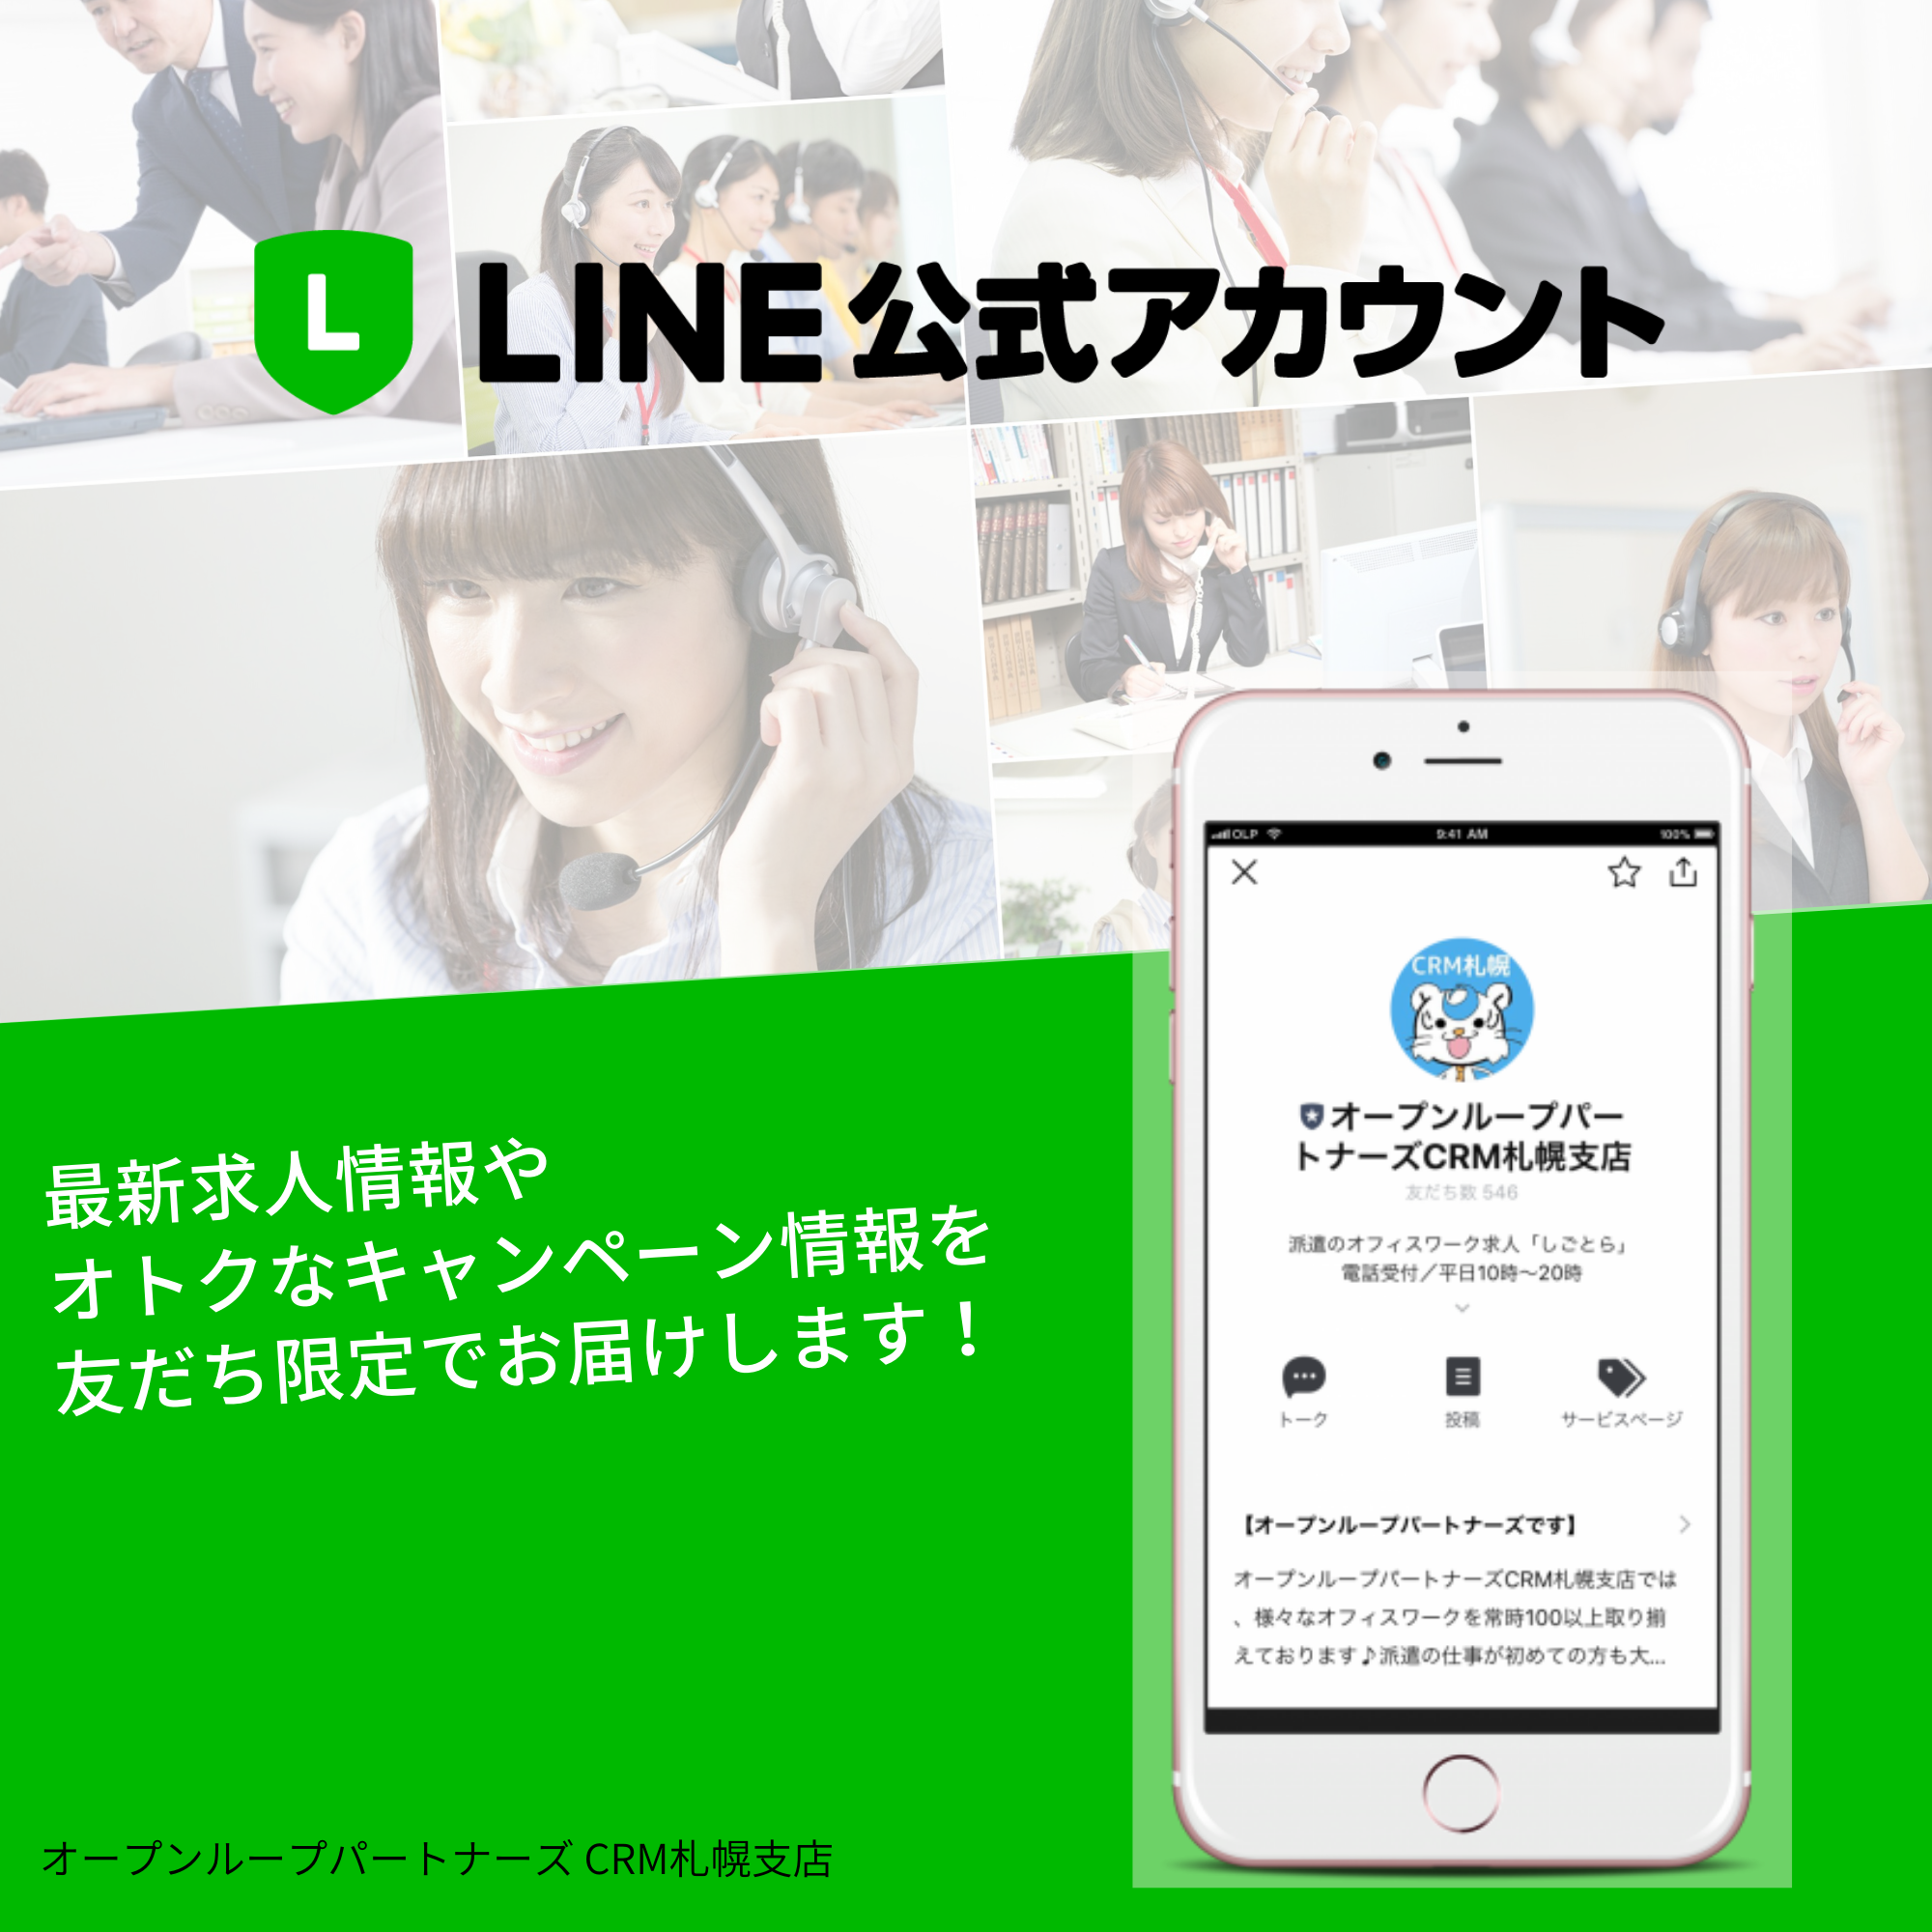 L LINE 公式アカウント
最新求人情報や
オトクなキャンペーン情報を
友だち限定でお届けします！
オープンループパートナーズ CRM札幌支店
OLP 9:41 AM 100%
CRM札幌
オープンループパー
トナーズCRM札幌支店
友だち数 546
派遣のオフィスワーク求人「しごとら」
電話受付／平日10時～20時
トーク 投稿 サービスページ
【オープンループパートナーズです】
オープンループパートナーズCRM札幌支店では
、様々なオフィスワークを常時100以上取り揃
えております♪派遣の仕事が初めての方も大...